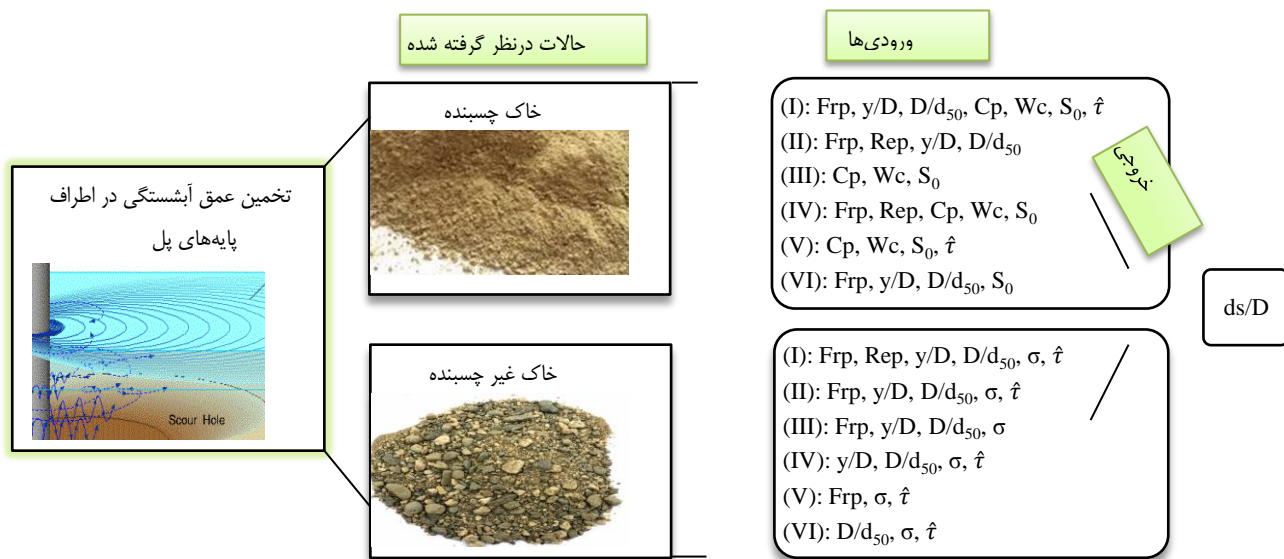 حالات درنظر گرفته شده
ورودی‌ها
تخمین عمق آبشستگی در اطراف
پایه‌های پل
Scour Hole
خاک چسبنده
(I): Frp, y/D, D/d₅₀, Cp, Wc, S₀, τ̂
(II): Frp, Rep, y/D, D/d₅₀
(III): Cp, Wc, S₀
(IV): Frp, Rep, Cp, Wc, S₀
(V): Cp, Wc, S₀, τ̂
(VI): Frp, y/D, D/d₅₀, S₀
خاک غیر چسبنده
(I): Frp, Rep, y/D, D/d₅₀, σ, τ̂
(II): Frp, y/D, D/d₅₀, σ, τ̂
(III): Frp, y/D, D/d₅₀, σ
(IV): y/D, D/d₅₀, σ, τ̂
(V): Frp, σ, τ̂
(VI): D/d₅₀, σ, τ̂
خروجی
ds/D